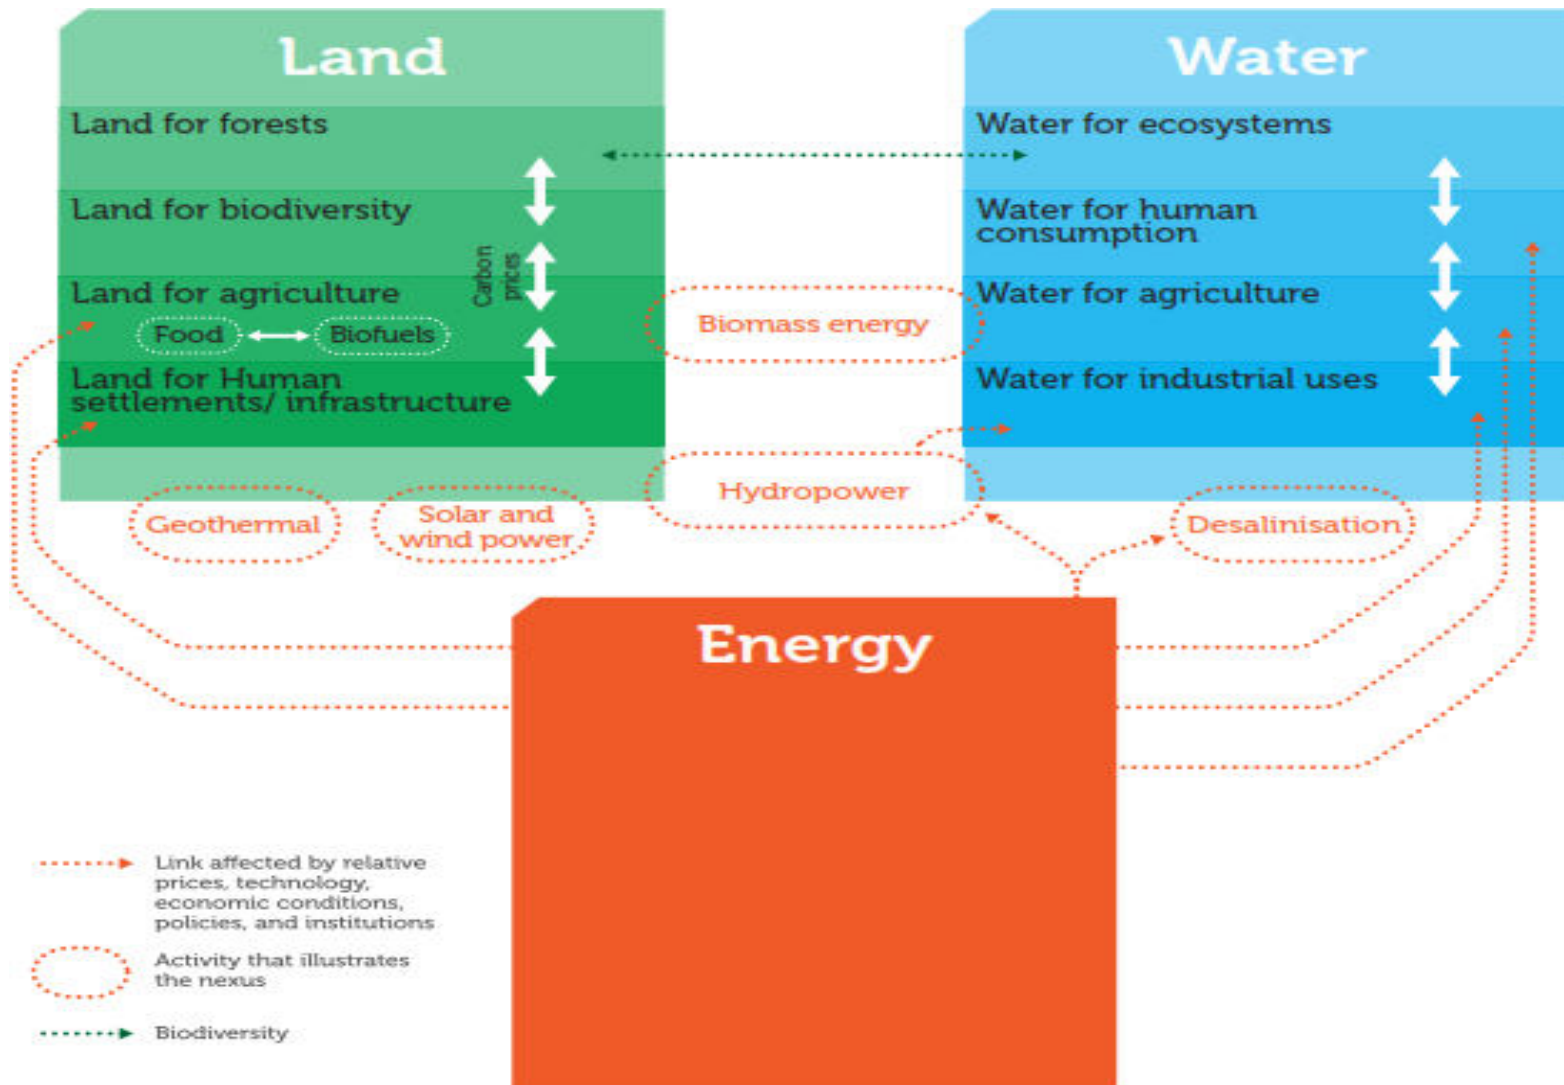 Land
Land for forests
Land for biodiversity
Carbon
prices
Land for agriculture
Food
Biofuels
Land for Human
settlements/ infrastructure
Water
Water for ecosystems
Water for human
consumption
Water for agriculture
Water for industrial uses
Biomass energy
Hydropower
Geothermal
Solar and
wind power
Desalinisation
Energy
Link affected by relative
prices, technology,
economic conditions,
policies, and institutions
Activity that illustrates
the nexus
Biodiversity